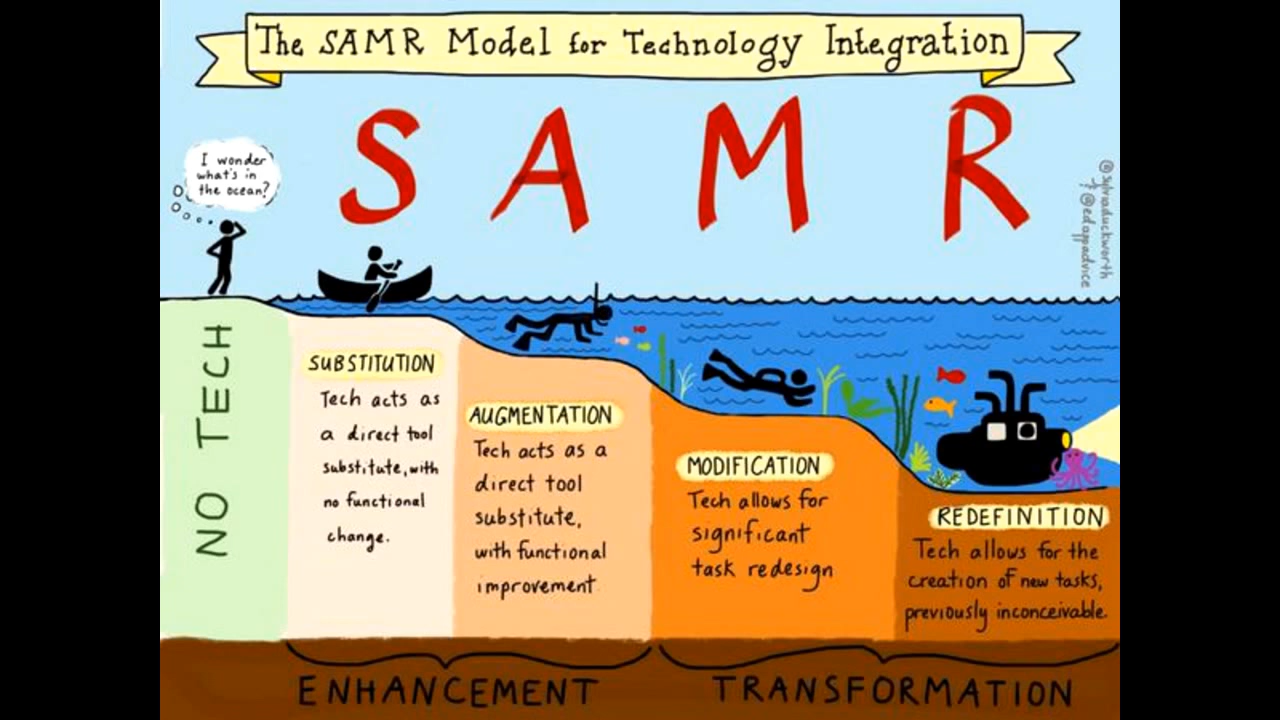 The SAMR Model for Technology Integration
S A M R
I wonder
what's in
the ocean?
@sylviaduckworth
+ @edappadvice
NO TECH
SUBSTITUTION
Tech acts as
a direct tool
substitute, with
no functional
change.
AUGMENTATION
Tech acts as a
direct tool
substitute,
with functional
improvement
MODIFICATION
Tech allows for
significant
task redesign
REDEFINITION
Tech allows for the
creation of new tasks,
previously inconceivable.
ENHANCEMENT
TRANSFORMATION